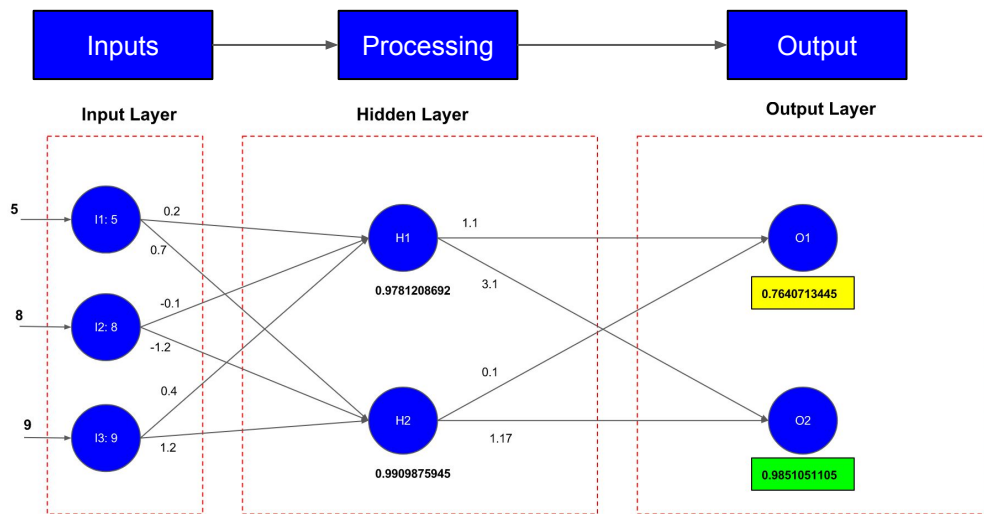 Inputs
Processing
Output
Input Layer
Hidden Layer
Output Layer
5
I1: 5
0.2
0.7
8
I2: 8
-0.1
-1.2
9
I3: 9
0.4
1.2
H1
0.9781208692
H2
0.9909875945
1.1
3.1
0.1
1.17
O1
0.7640713445
O2
0.9851051105